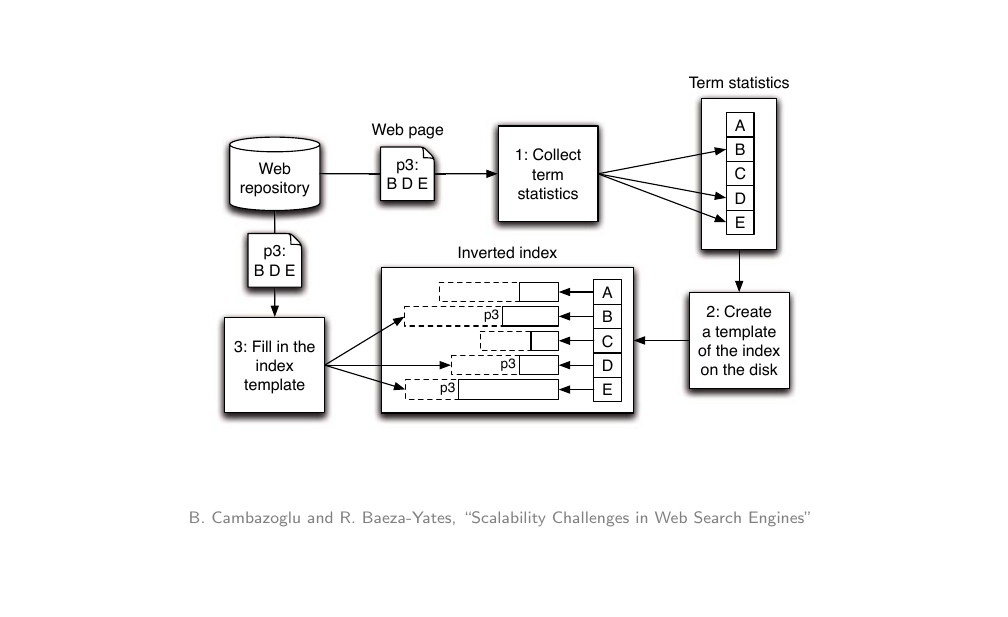 Term statistics
Web page
A
B
C
D
E
Web
repository
p3:
B D E
1: Collect
term
statistics
p3:
B D E
Inverted index
A
p3
B
C
p3
D
p3
E
2: Create
a template
of the index
on the disk
3: Fill in the
index
template
B. Cambazoglu and R. Baeza-Yates, “Scalability Challenges in Web Search Engines”